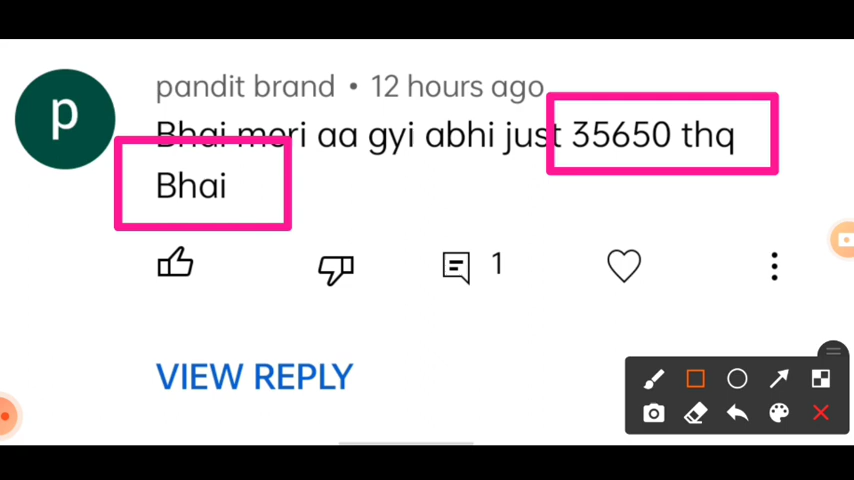 p
pandit brand • 12 hours ago
Bhai meri aa gyi abhi just 35650 thq
Bhai
1
VIEW REPLY